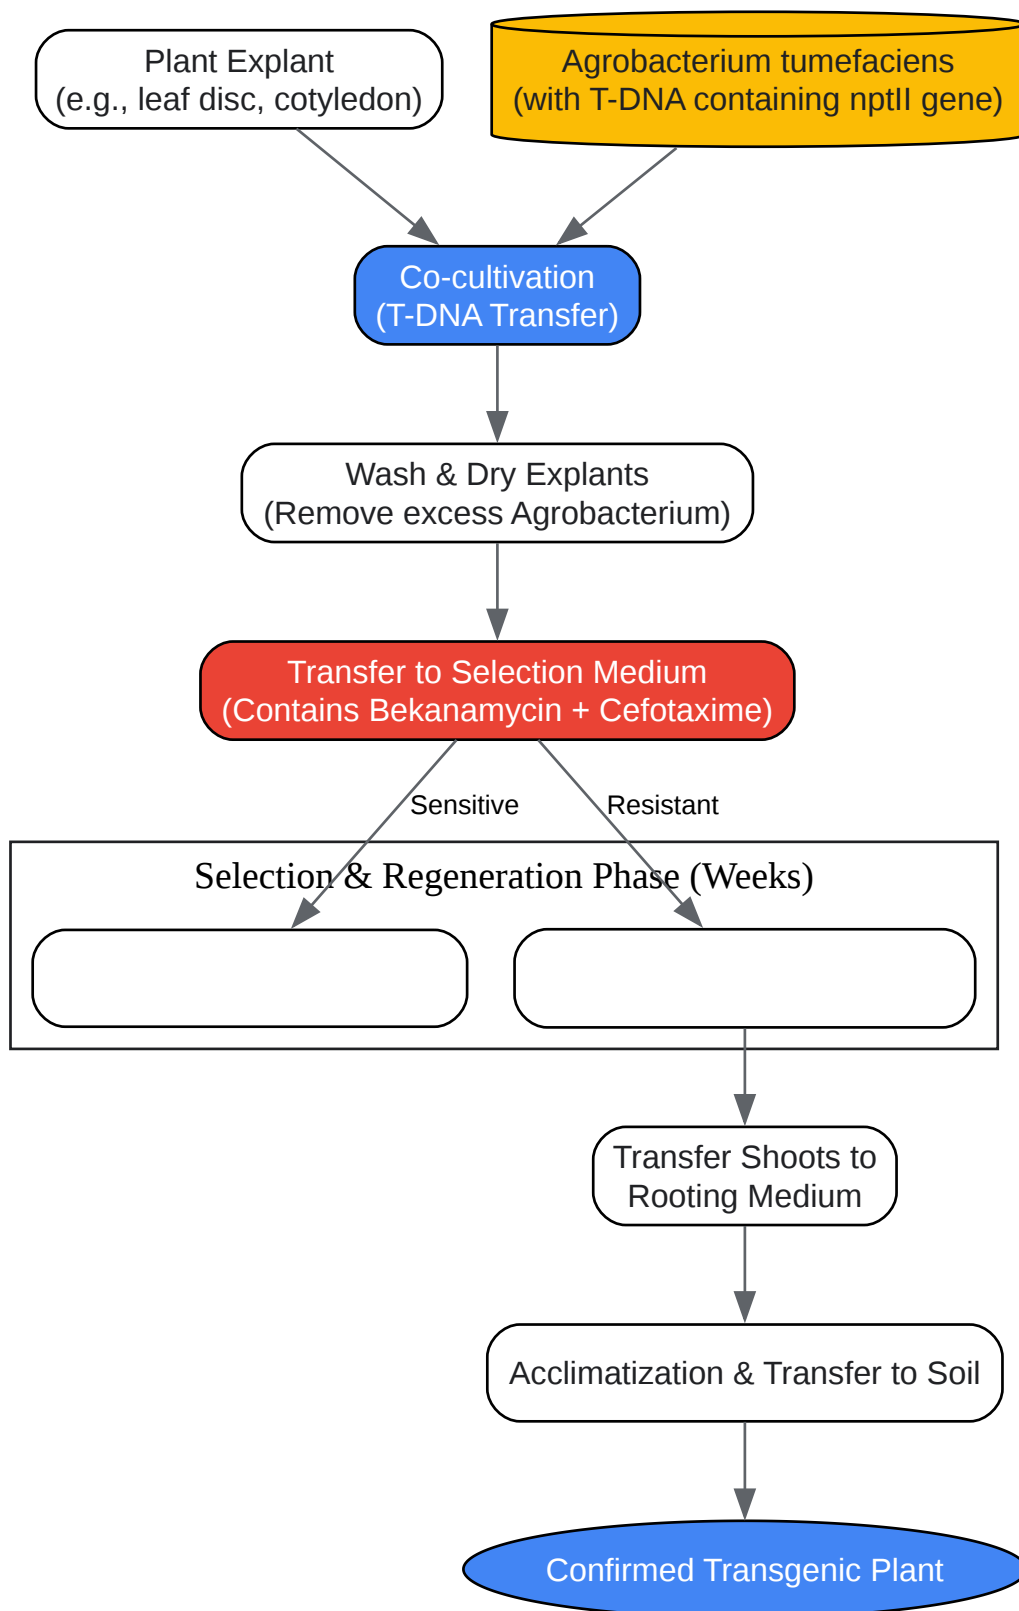 Plant Explant
(e.g., leaf disc, cotyledon)
Agrobacterium tumefaciens
(with T-DNA containing nptII gene)
Co-cultivation
(T-DNA Transfer)
Wash & Dry Explants
(Remove excess Agrobacterium)
Transfer to Selection Medium
(Contains Bekanamycin + Cefotaxime)
Sensitive
Resistant
Selection & Regeneration Phase (Weeks)
Transfer Shoots to
Rooting Medium
Acclimatization & Transfer to Soil
Confirmed Transgenic Plant